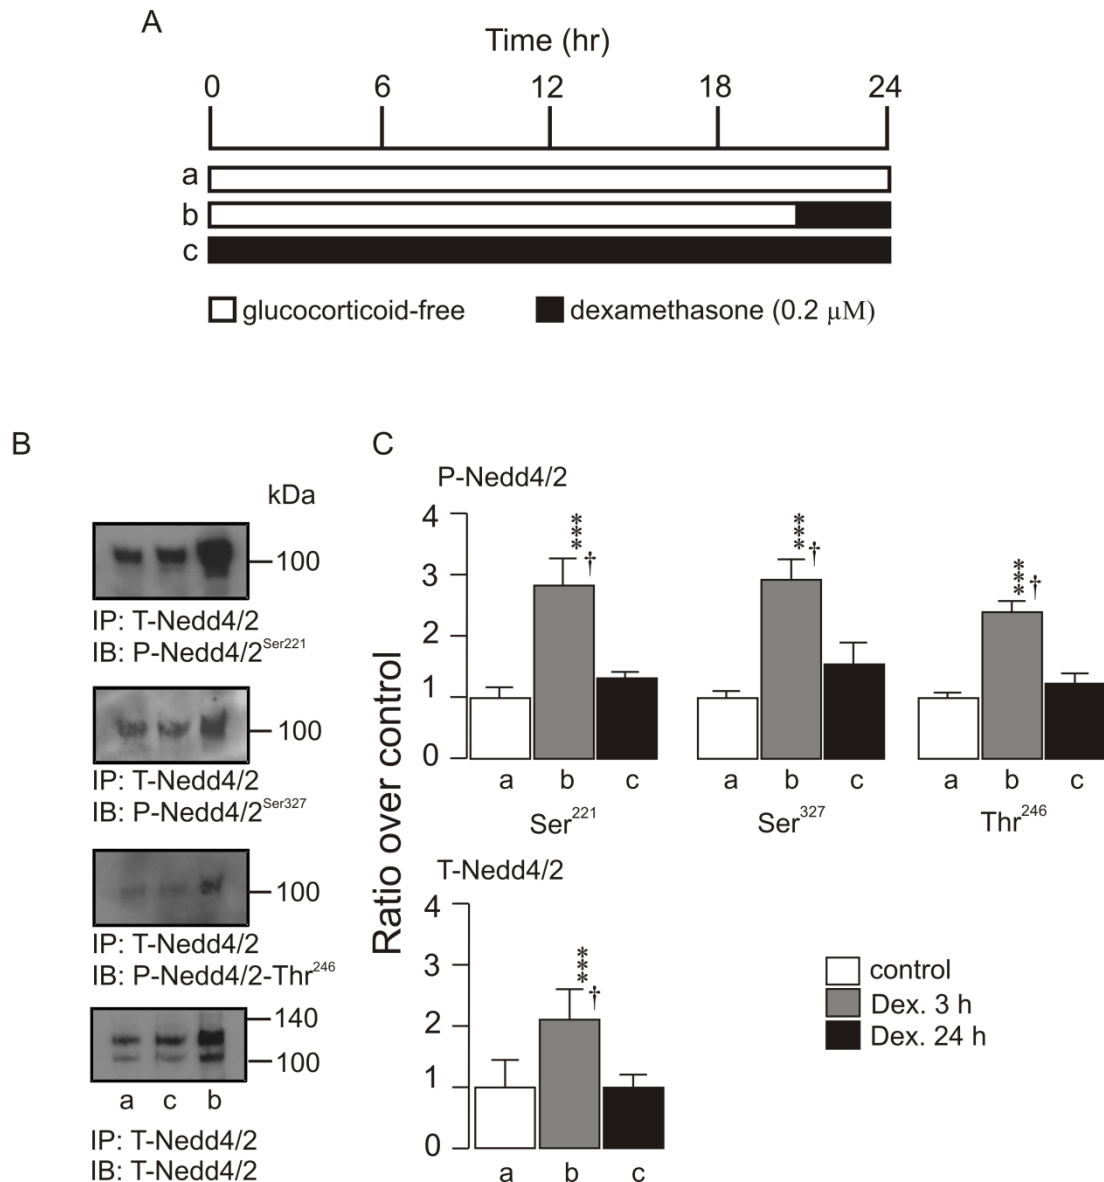 A
Time (hr)
0 6 12 18 24
a
b
c
glucocorticoid-free dexamethasone (0.2 μM)
B
kDa
100
IP: T-Nedd4/2
IB: P-Nedd4/2Ser221
100
IP: T-Nedd4/2
IB: P-Nedd4/2Ser327
100
IP: T-Nedd4/2
IB: P-Nedd4/2-Thr246
140
100
a c b
IP: T-Nedd4/2
IB: T-Nedd4/2
C
P-Nedd4/2
Ratio over control
4
3
2
1
0
***† ***† ***†
a b c a b c a b c
Ser221 Ser327 Thr246
T-Nedd4/2
4
3
2
1
0
***†
a b c
control
Dex. 3 h
Dex. 24 h